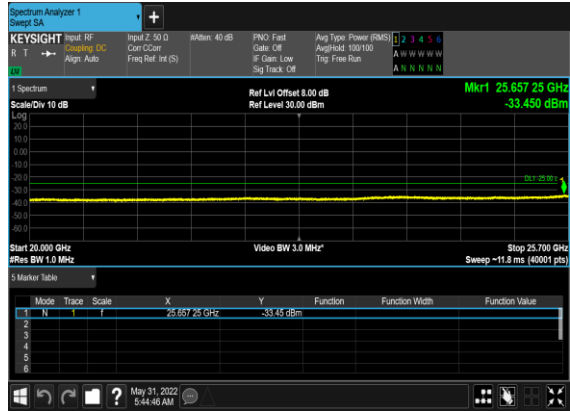 Spectrum Analyzer 1
Swept SA
+
KEYSIGHT Input: RF Input Z: 50 Ω #Atten: 40 dB PNO: Fast Avg Type: Power (RMS) 1 2 3 4 5 6
R T Coupling: DC Corr CCorr Gate: Off Avg|Hold: 100/100 A W W W W W
Align: Auto Freq Ref: Int (S) IF Gain: Low Trig: Free Run
Sig Track: Off A N N N N N
1 Spectrum
Ref Lvl Offset 8.00 dB Mkr1 25.657 25 GHz
Scale/Div 10 dB Ref Level 30.00 dBm -33.450 dBm
Log
20.0
10.0
0.00
-10.0
-20.0
-30.0
-40.0
-50.0
-60.0
Start 20.000 GHz Video BW 3.0 MHz* Stop 25.700 GHz
#Res BW 1.0 MHz Sweep ~11.8 ms (40001 pts)
5 Marker Table
Mode Trace Scale X Y Function Function Width Function Value
1 N 1 f 25.657 25 GHz -33.45 dBm
2
3
4
5
6
?
May 31, 2022
5:44:46 AM